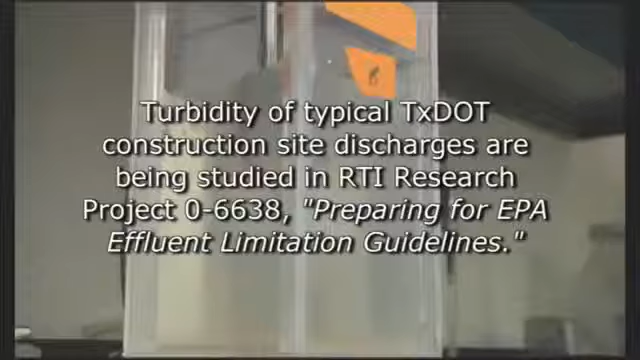 Turbidity of typical TxDOT
construction site discharges are
being studied in RTI Research
Project 0-6638, "Preparing for EPA
Effluent Limitation Guidelines."